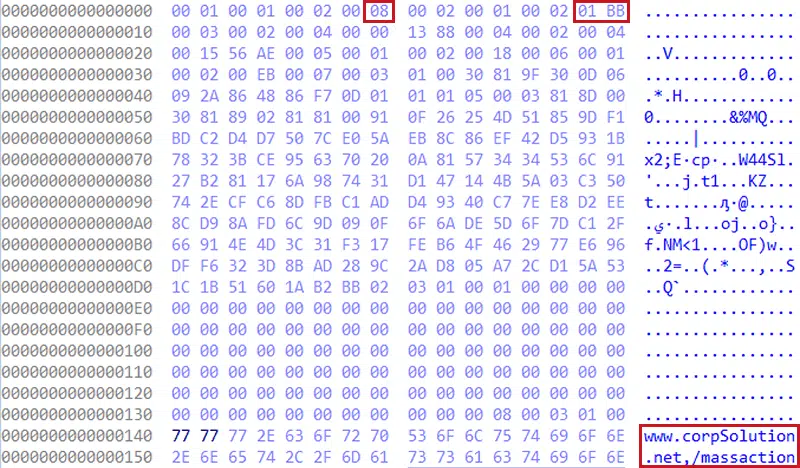 0000000000000000 00 01 00 01 00 02 00 08 00 02 00 01 00 02 01 BB ................
0000000000000010 00 03 00 02 00 04 00 00 13 88 00 04 00 02 00 04 ................
0000000000000020 00 15 56 AE 00 05 00 01 00 02 00 18 00 06 00 01 ..V.............
0000000000000030 00 02 00 EB 00 07 00 03 01 00 30 81 9F 30 0D 06 ..........0..0..
0000000000000040 09 2A 86 48 86 F7 0D 01 01 01 05 00 03 81 8D 00 .*.H............
0000000000000050 30 81 89 02 81 81 00 91 0F 26 25 4D 51 85 9D F1 0........&%MQ...
0000000000000060 BD C2 D4 D7 50 7C E0 5A EB 8C 86 EF 42 D5 93 1B ......|.........
0000000000000070 78 32 3B CE 95 63 70 20 0A 81 57 34 34 53 6C 91 x2;E·cp·..W44Sl.
0000000000000080 27 B2 81 17 6A 98 74 31 D1 47 14 4B 5A 03 C3 50 '...j.t1...KZ...
0000000000000090 74 2E CF C6 8D FB C1 AD D4 93 40 C7 7E E8 D2 EE t.......ԓ·@.....
00000000000000A0 8C D9 8A FD 6C 9D 09 0F 6F 6A DE 5D 6F 7D C1 2F .ي·.l...oj..o}..
00000000000000B0 66 91 4E 4D 3C 31 F3 17 FE B6 4F 46 29 77 E6 96 f.NM<1....OF)w..
00000000000000C0 DF F6 32 3D 8B AD 28 9C 2A D8 05 A7 2C D1 5A 53 ..2=..(.*...,..S
00000000000000D0 1C 1B 51 60 1A B2 BB 02 03 01 00 01 00 00 00 00 ..Q`............
00000000000000E0 00 00 00 00 00 00 00 00 00 00 00 00 00 00 00 00 ................
00000000000000F0 00 00 00 00 00 00 00 00 00 00 00 00 00 00 00 00 ................
0000000000000100 00 00 00 00 00 00 00 00 00 00 00 00 00 00 00 00 ................
0000000000000110 00 00 00 00 00 00 00 00 00 00 00 00 00 00 00 00 ................
0000000000000120 00 00 00 00 00 00 00 00 00 00 00 00 00 00 00 00 ................
0000000000000130 00 00 00 00 00 00 00 00 00 00 00 00 08 00 03 01 00 ................
0000000000000140 77 77 77 2E 63 6F 72 70 53 6F 6C 75 74 69 6F 6E www.corpSolution
2E 6E 65 74 2C 2F 6D 61 73 73 61 63 74 69 6F 6E .net,/massaction